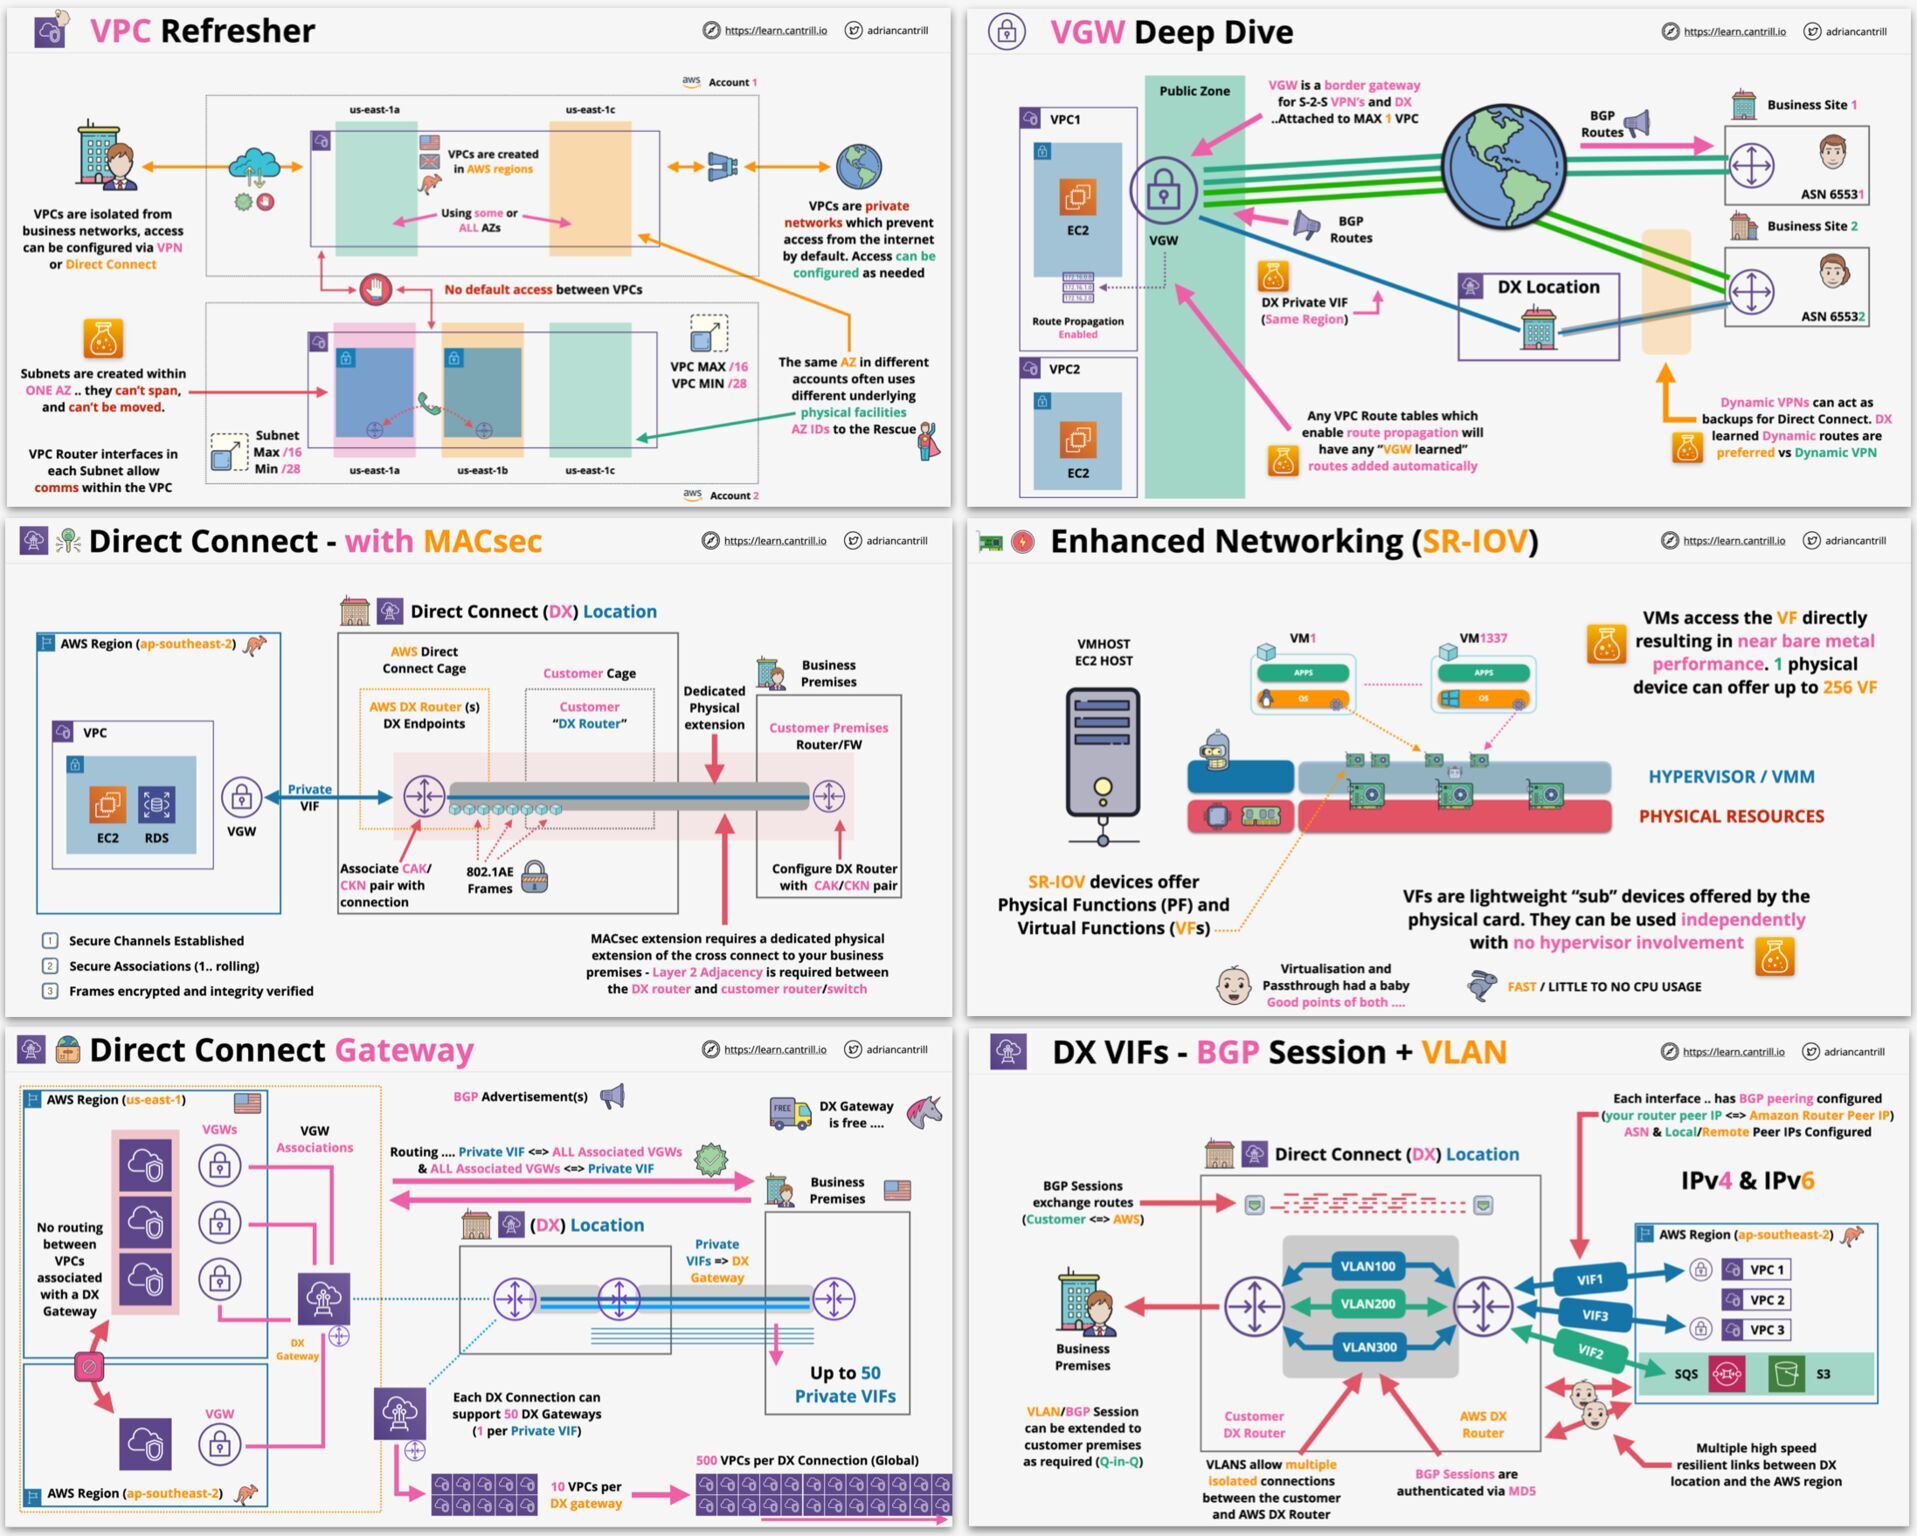 VPC Refresher
https://learn.cantrill.io
adriancantrill
aws Account 1
us-east-1a
us-east-1c
VPCs are created
in AWS regions
Using some or
ALL AZs
VPCs are isolated from
business networks, access
can be configured via VPN
or Direct Connect
VPCs are private
networks which prevent
access from the internet
by default. Access can be
configured as needed
No default access between VPCs
Subnets are created within
ONE AZ .. they can't span,
and can't be moved.
VPC MAX /16
VPC MIN /28
The same AZ in different
accounts often uses
different underlying
physical facilities
AZ IDs to the Rescue
Subnet
Max /16
Min /28
VPC Router interfaces in
each Subnet allow
comms within the VPC
us-east-1a
us-east-1b
us-east-1c
aws Account 2
VGW Deep Dive
https://learn.cantrill.io
adriancantrill
Public Zone
VGW is a border gateway
for S-2-S VPN's and DX
..Attached to MAX 1 VPC
VPC1
EC2
VGW
BGP
Routes
Business Site 1
ASN 65531
Business Site 2
ASN 65532
BGP
Routes
172.16.0.0
172.16.1.0
172.16.2.0
Route Propagation
Enabled
DX Private VIF
(Same Region)
DX Location
VPC2
EC2
Any VPC Route tables which
enable route propagation will
have any "VGW learned"
routes added automatically
Dynamic VPNs can act as
backups for Direct Connect. DX
learned Dynamic routes are
preferred vs Dynamic VPN
Direct Connect - with MACsec
https://learn.cantrill.io
adriancantrill
Direct Connect (DX) Location
AWS Region (ap-southeast-2)
AWS Direct
Connect Cage
Customer Cage
AWS DX Router (s)
DX Endpoints
Customer
"DX Router"
Dedicated
Physical
extension
Business
Premises
Customer Premises
Router/FW
VPC
EC2
RDS
VGW
Private
VIF
Associate CAK/
CKN pair with
connection
802.1AE
Frames
Configure DX Router
with CAK/CKN pair
1 Secure Channels Established
2 Secure Associations (1.. rolling)
3 Frames encrypted and integrity verified
MACsec extension requires a dedicated physical
extension of the cross connect to your business
premises - Layer 2 Adjacency is required between
the DX router and customer router/switch
Enhanced Networking (SR-IOV)
https://learn.cantrill.io
adriancantrill
VMHOST
EC2 HOST
VM1
APPS
OS
VM1337
APPS
OS
VMs access the VF directly
resulting in near bare metal
performance. 1 physical
device can offer up to 256 VF
HYPERVISOR / VMM
PHYSICAL RESOURCES
SR-IOV devices offer
Physical Functions (PF) and
Virtual Functions (VFs)
VFs are lightweight "sub" devices offered by the
physical card. They can be used independently
with no hypervisor involvement
Virtualisation and
Passthrough had a baby
Good points of both ....
FAST / LITTLE TO NO CPU USAGE
Direct Connect Gateway
https://learn.cantrill.io
adriancantrill
AWS Region (us-east-1)
VGWs
VGW
Associations
BGP Advertisement(s)
FREE
DX Gateway
is free ....
Routing .... Private VIF <=> ALL Associated VGWs
& ALL Associated VGWs <=> Private VIF
Business
Premises
No routing
between
VPCs
associated
with a DX
Gateway
(DX) Location
Private
VIFs => DX
Gateway
DX
Gateway
Up to 50
Private VIFs
Each DX Connection can
support 50 DX Gateways
(1 per Private VIF)
VGW
AWS Region (ap-southeast-2)
10 VPCs per
DX gateway
500 VPCs per DX Connection (Global)
DX VIFs - BGP Session + VLAN
https://learn.cantrill.io
adriancantrill
Each interface .. has BGP peering configured
(your router peer IP <=> Amazon Router Peer IP)
ASN & Local/Remote Peer IPs Configured
Direct Connect (DX) Location
IPv4 & IPv6
BGP Sessions
exchange routes
(Customer <=> AWS)
AWS Region (ap-southeast-2)
VLAN100
VLAN200
VLAN300
VIF1
VIF3
VIF2
VPC 1
VPC 2
VPC 3
SQS
S3
Business
Premises
VLAN/BGP Session
can be extended to
customer premises
as required (Q-in-Q)
Customer
DX Router
AWS DX
Router
VLANS allow multiple
isolated connections
between the customer
and AWS DX Router
BGP Sessions are
authenticated via MD5
Multiple high speed
resilient links between DX
location and the AWS region